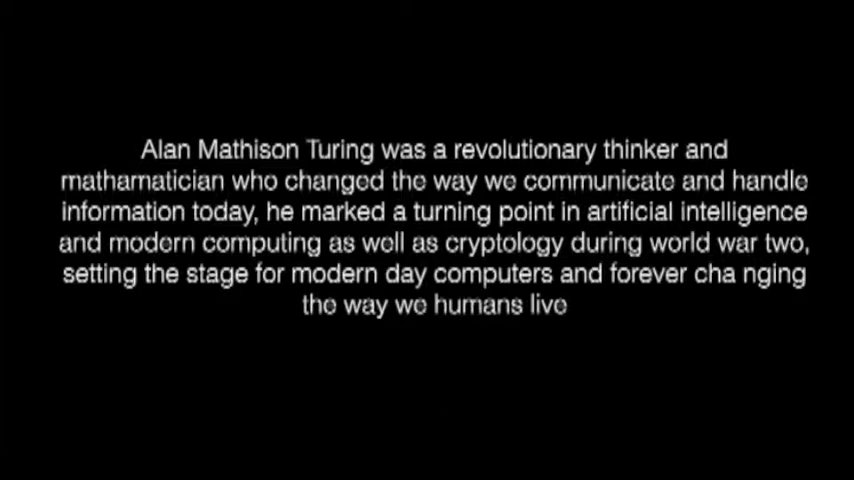 Alan Mathison Turing was a revolutionary thinker and
mathamatician who changed the way we communicate and handle
information today, he marked a turning point in artificial intelligence
and modern computing as well as cryptology during world war two,
setting the stage for modern day computers and forever cha nging
the way we humans live